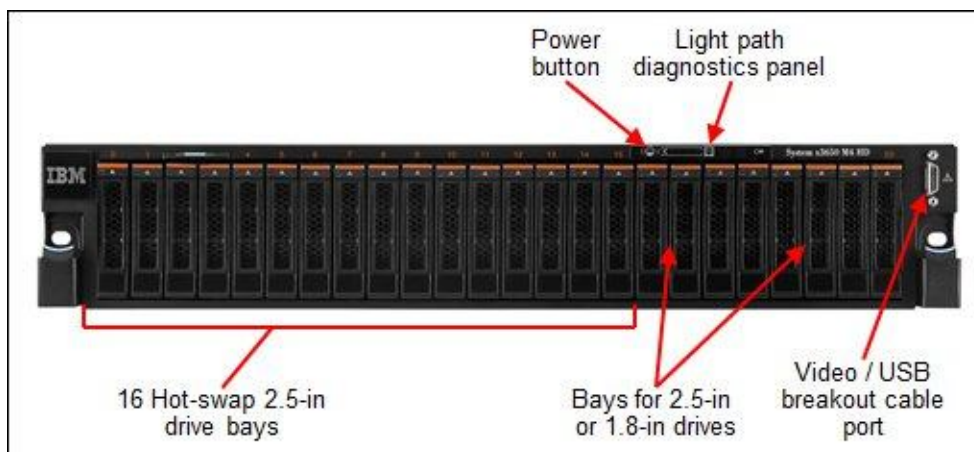 Power
button
Light path
diagnostics panel
IBM
System x3650 M4 HD
16 Hot-swap 2.5-in
drive bays
Bays for 2.5-in
or 1.8-in drives
Video / USB
breakout cable
port